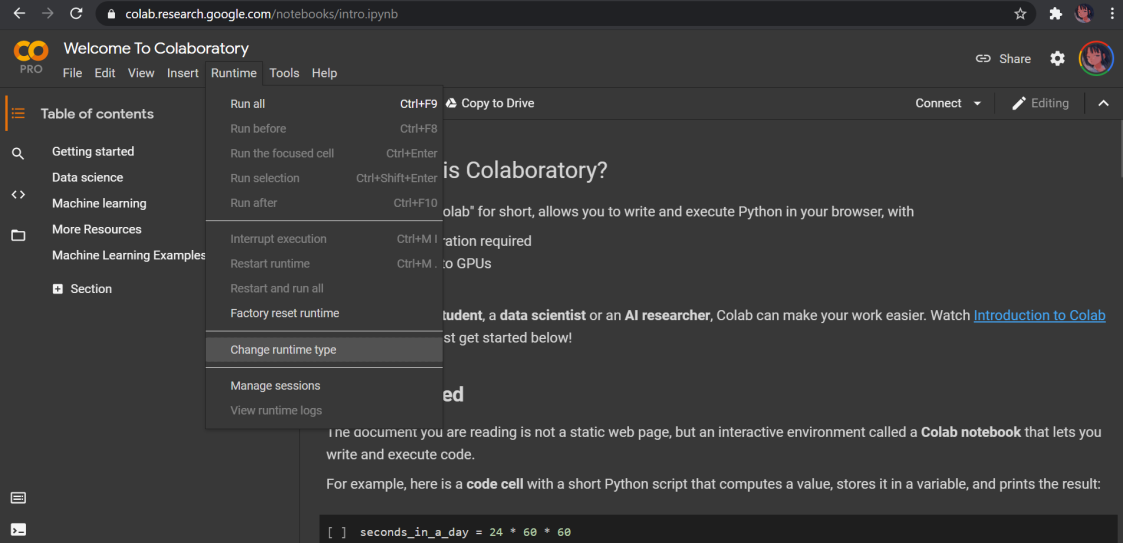 colab.research.google.com/notebooks/intro.ipynb
CO
PRO
Welcome To Colaboratory
File Edit View Insert Runtime Tools Help
Share
Table of contents
Getting started
Data science
Machine learning
More Resources
Machine Learning Examples
Section
Run all Ctrl+F9
Run before Ctrl+F8
Run the focused cell Ctrl+Enter
Run selection Ctrl+Shift+Enter
Run after Ctrl+F10
Interrupt execution Ctrl+M I
Restart runtime Ctrl+M .
Restart and run all
Factory reset runtime
Change runtime type
Manage sessions
View runtime logs
Copy to Drive
Connect
Editing
is Colaboratory?
olab" for short, allows you to write and execute Python in your browser, with
ration required
to GPUs
tudent, a data scientist or an AI researcher, Colab can make your work easier. Watch Introduction to Colab
st get started below!
ed
The document you are reading is not a static web page, but an interactive environment called a Colab notebook that lets you
write and execute code.
For example, here is a code cell with a short Python script that computes a value, stores it in a variable, and prints the result:
[ ] seconds_in_a_day = 24 * 60 * 60